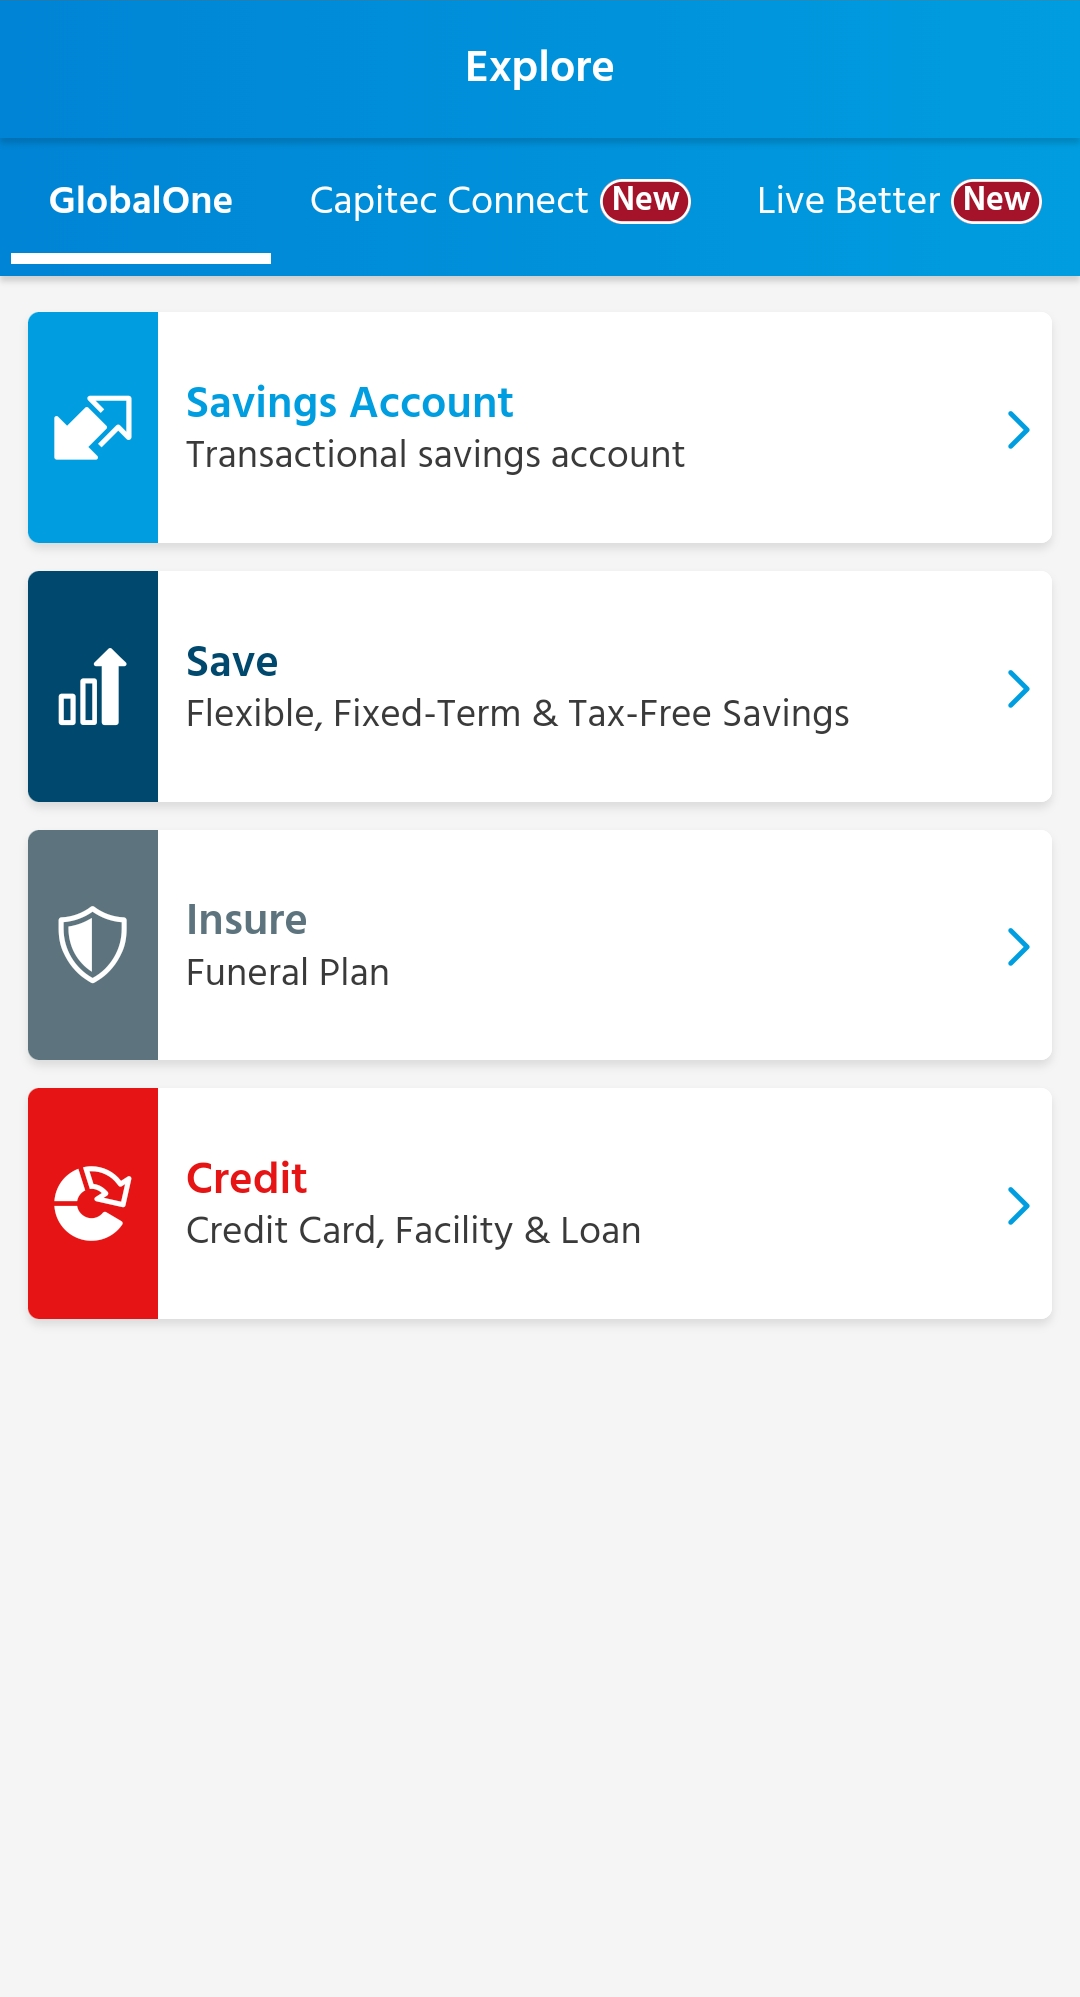 Explore
GlobalOne Capitec Connect New Live Better New
Savings Account
Transactional savings account
Save
Flexible, Fixed-Term & Tax-Free Savings
Insure
Funeral Plan
Credit
Credit Card, Facility & Loan